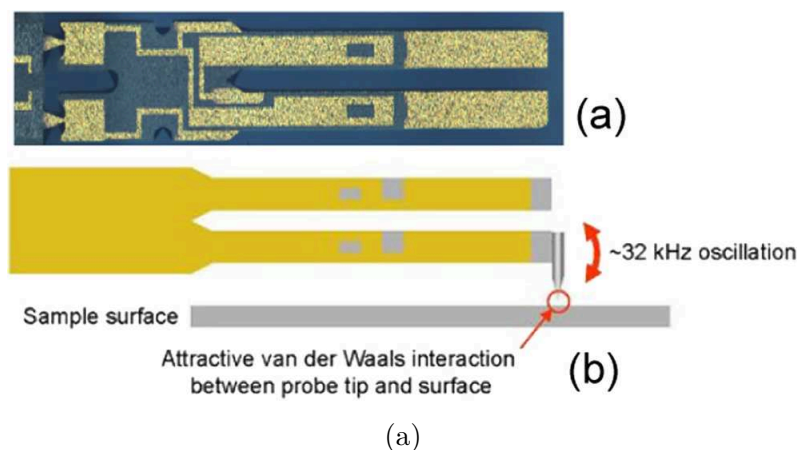 (a)
~32 kHz oscillation
Sample surface
Attractive van der Waals interaction
between probe tip and surface
(b)
(a)